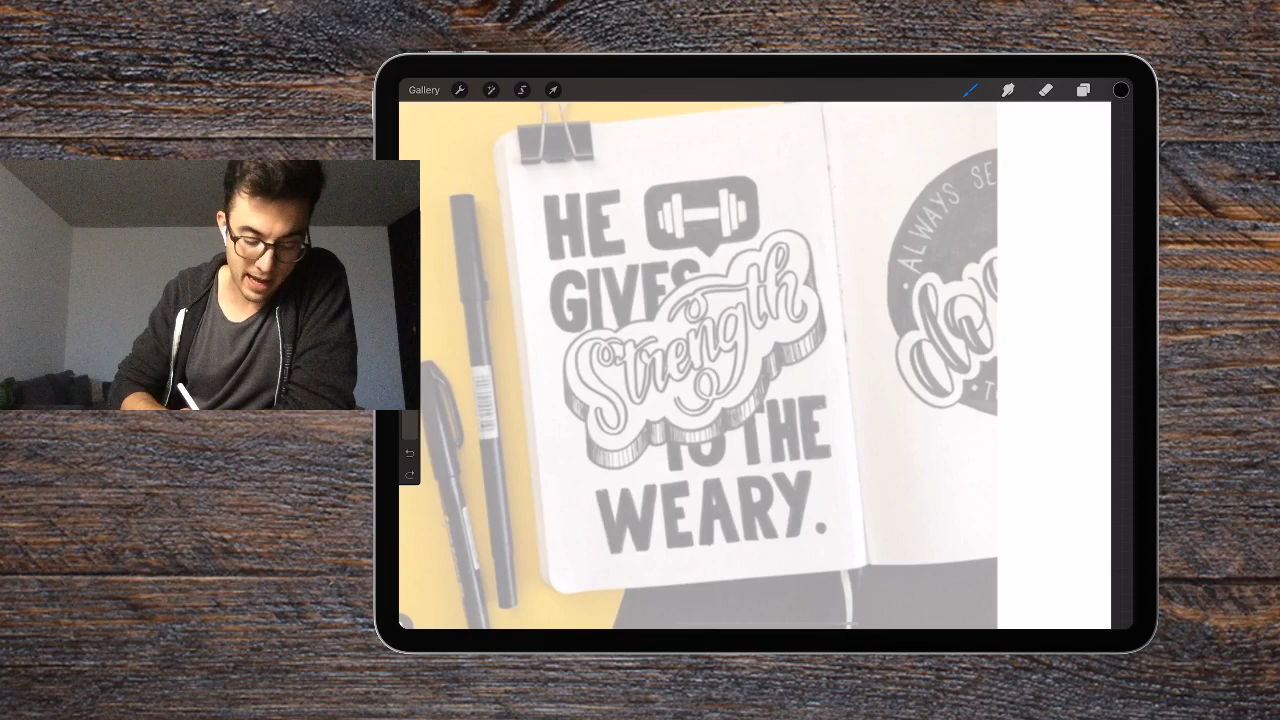 Gallery
HE
GIVES
Strength
TO THE
WEARY.
ALWAYS SE